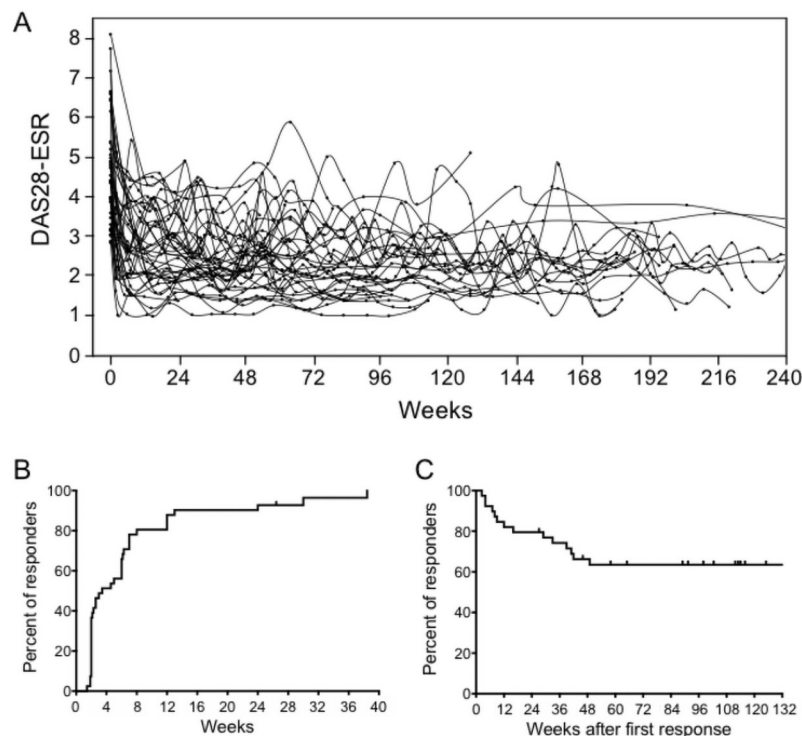 A
DAS28-ESR
8
7
6
5
4
3
2
1
0
0 24 48 72 96 120 144 168 192 216 240
Weeks
B
Percent of responders
100
80
60
40
20
0
0 4 8 12 16 20 24 28 32 36 40
Weeks
C
Percent of responders
100
80
60
40
20
0
0 12 24 36 48 60 72 84 96 108 120 132
Weeks after first response